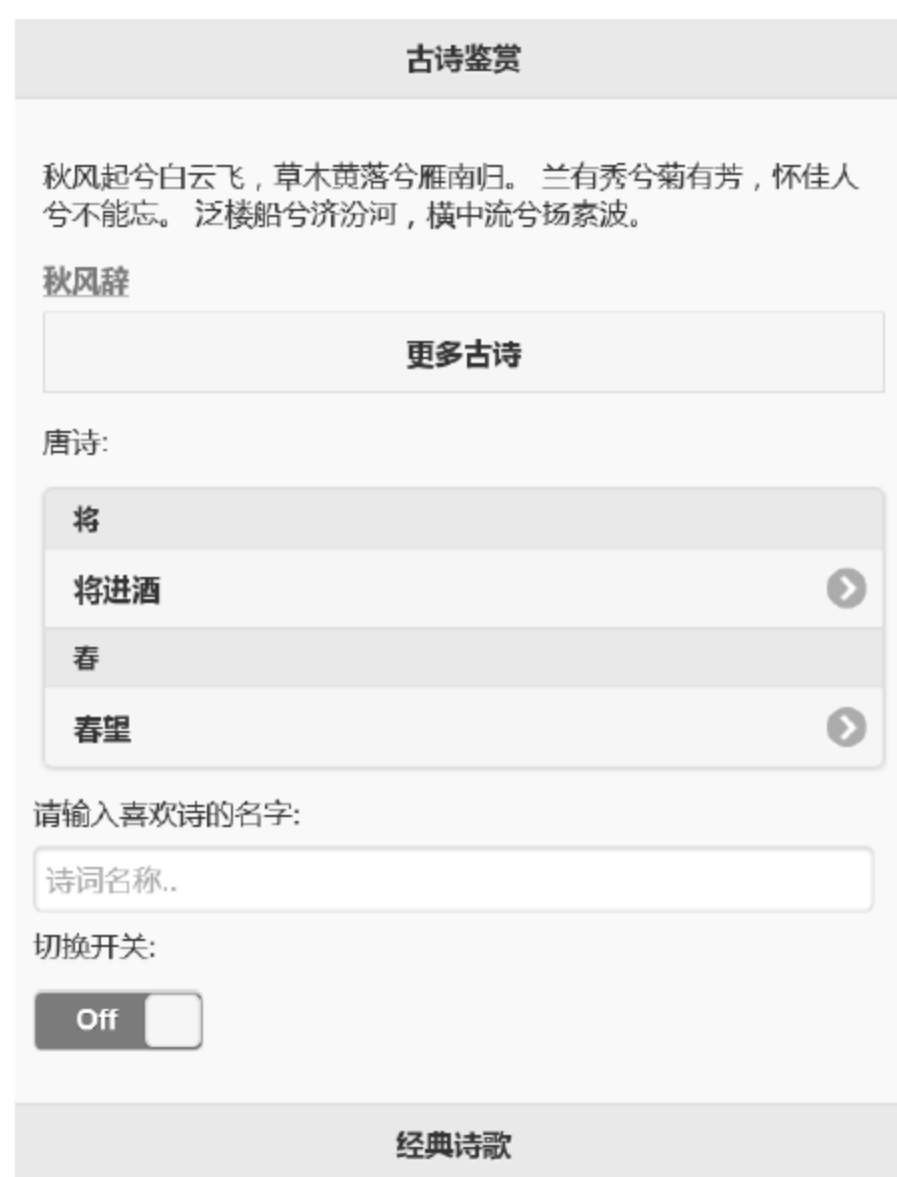 古诗鉴赏
秋风起兮白云飞，草木黄落兮雁南归。 兰有秀兮菊有芳，怀佳人
兮不能忘。 泛楼船兮济汾河，横中流兮扬素波。
秋风辞
更多古诗
唐诗:
将
将进酒
春
春望
请输入喜欢诗的名字:
诗词名称..
切换开关:
Off
经典诗歌